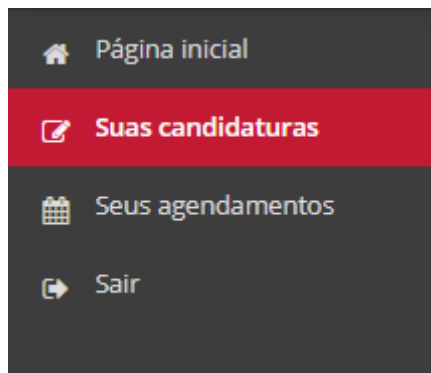 Página inicial
Suas candidaturas
Seus agendamentos
Sair